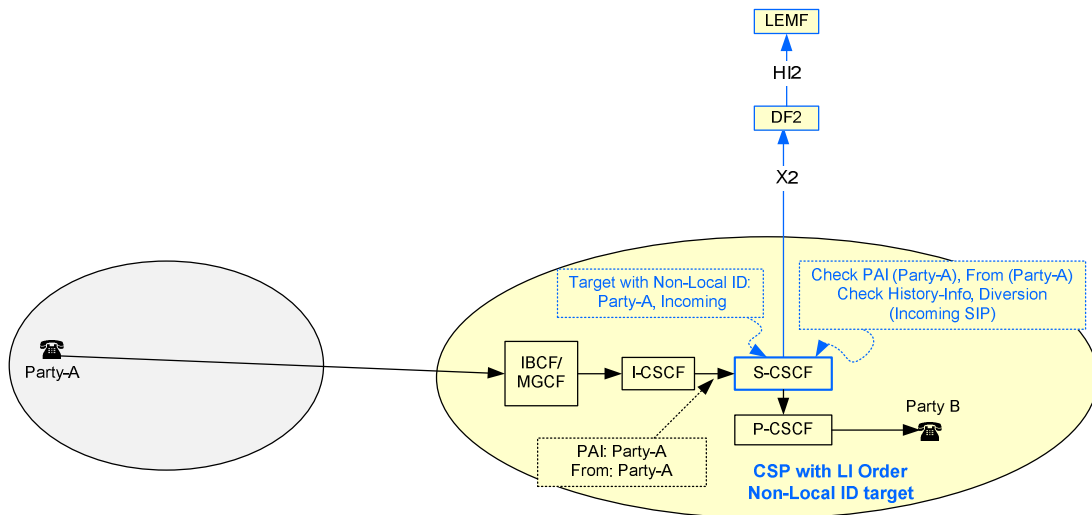 LEMF
HI2
DF2
X2
Target with Non-Local ID:
Party-A, Incoming
Check PAI (Party-A), From (Party-A)
Check History-Info, Diversion
(Incoming SIP)
Party-A
IBCF/
MGCF
I-CSCF
S-CSCF
P-CSCF
Party B
PAI: Party-A
From: Party-A
CSP with LI Order
Non-Local ID target